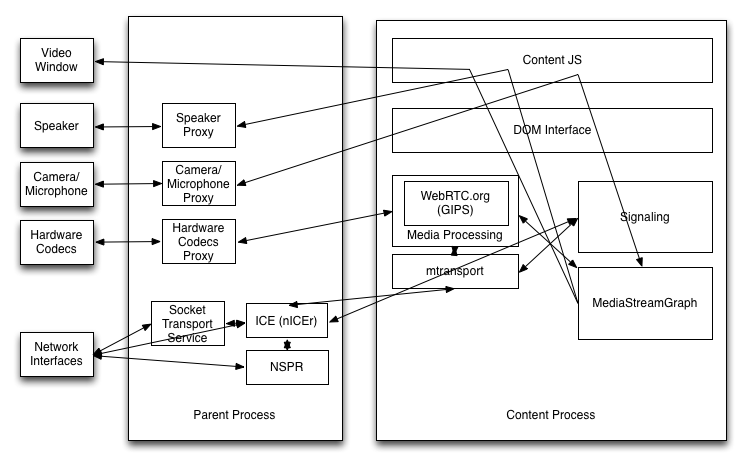 Video
Window
Speaker
Camera/
Microphone
Hardware
Codecs
Network
Interfaces
Speaker
Proxy
Camera/
Microphone
Proxy
Hardware
Codecs
Proxy
Socket
Transport
Service
ICE (nICEr)
NSPR
Parent Process
Content JS
DOM Interface
WebRTC.org
(GIPS)
Media Processing
mtransport
Signaling
MediaStreamGraph
Content Process